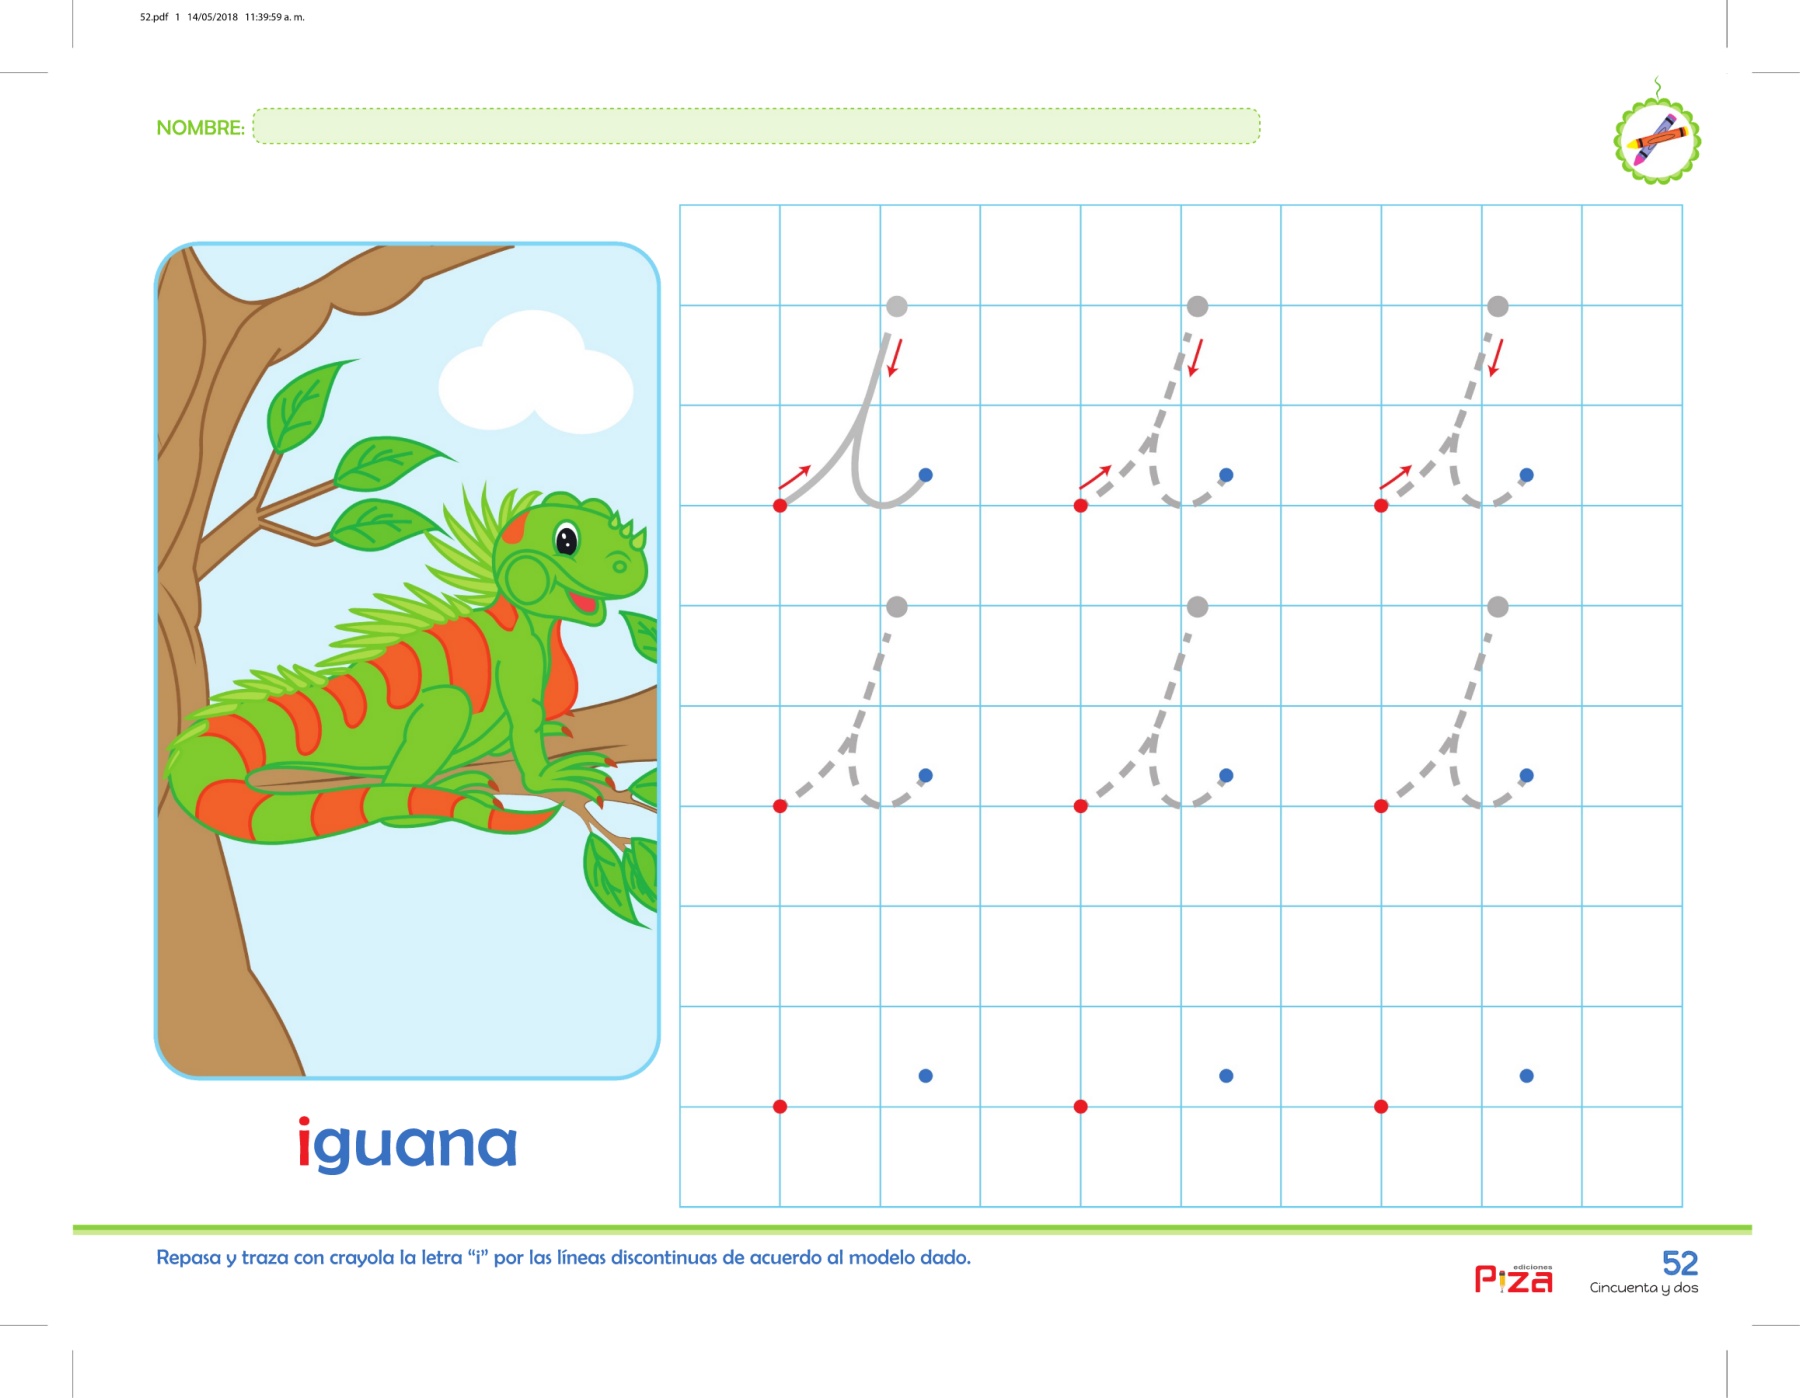 52.pdf 1 14/05/2018 11:39:59 a. m.
NOMBRE:
i i i
i i i
iguana
Repasa y traza con crayola la letra “i” por las líneas discontinuas de acuerdo al modelo dado.
ediciones
Piza
52
Cincuenta y dos